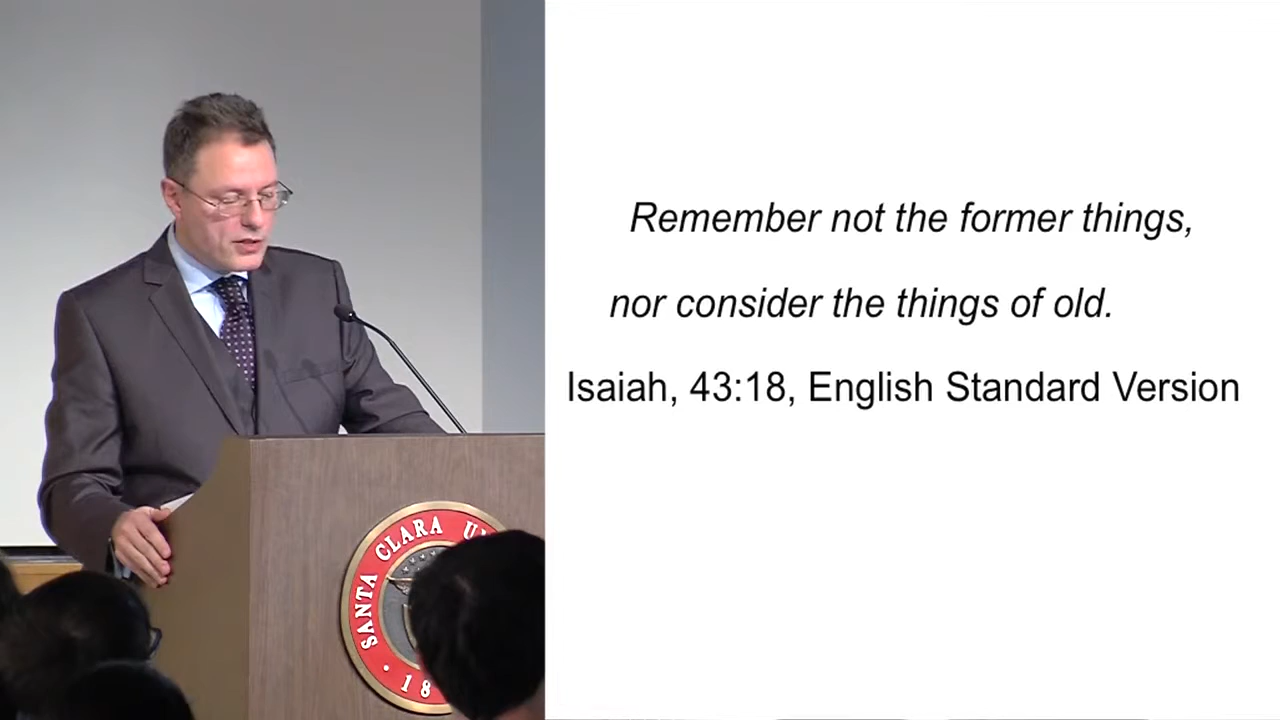 Remember not the former things,
nor consider the things of old.
Isaiah, 43:18, English Standard Version
SANTA CLARA